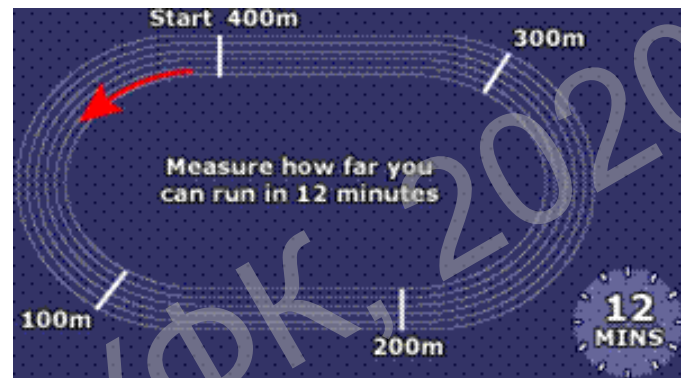 Start 400m
300m
Measure how far you
can run in 12 minutes
100m
200m
12
MINS
ФК, 2020